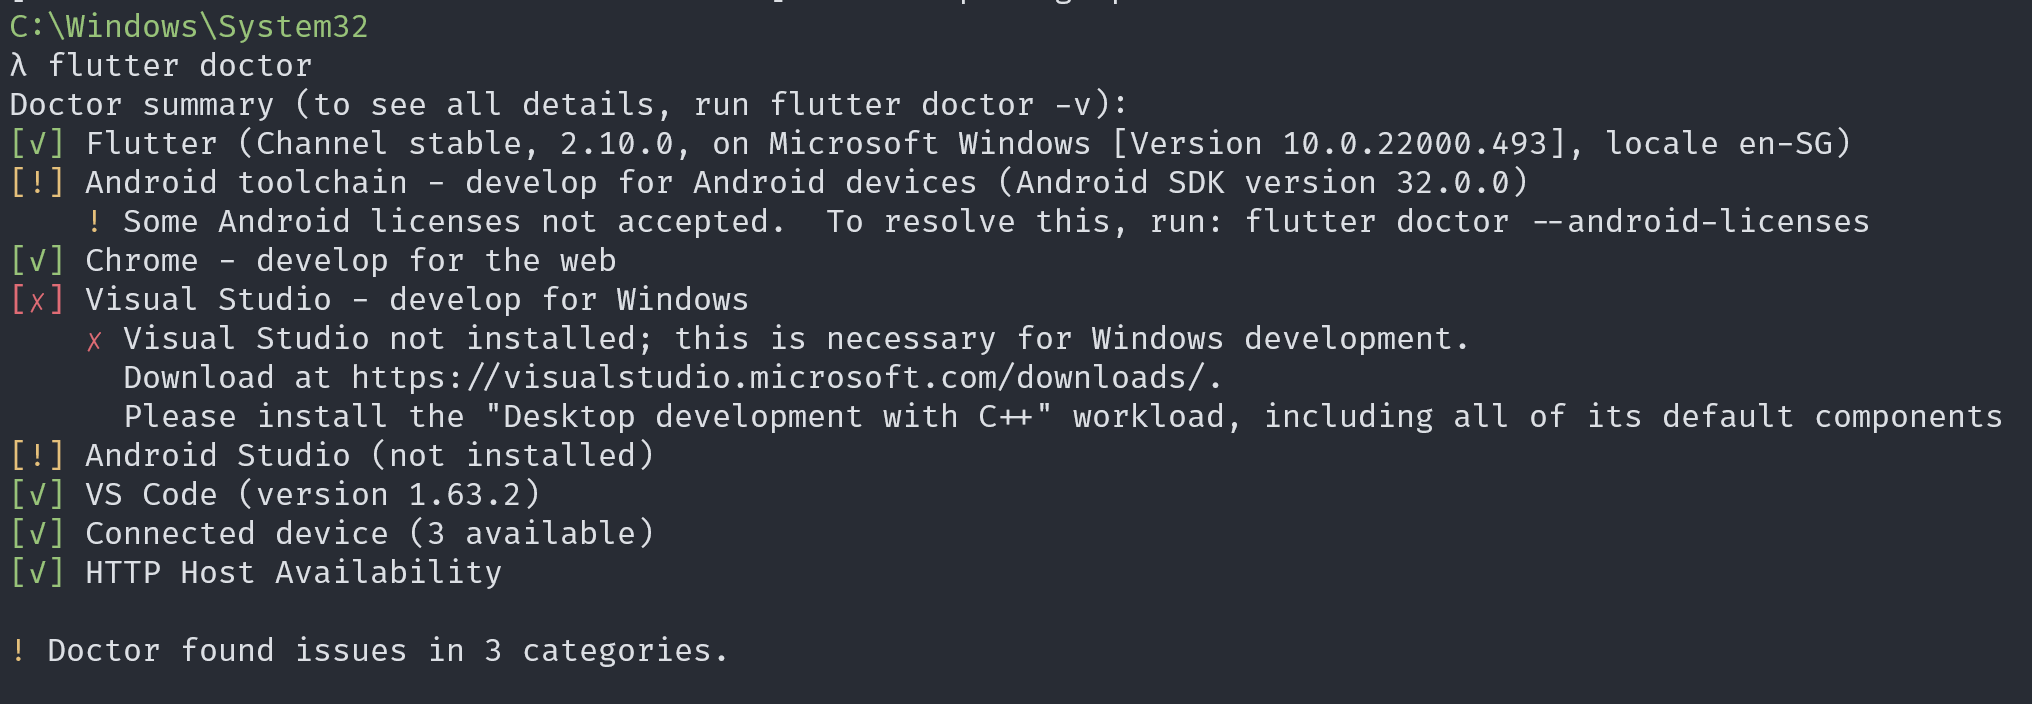 C:\Windows\System32
λ flutter doctor
Doctor summary (to see all details, run flutter doctor -v):
[√] Flutter (Channel stable, 2.10.0, on Microsoft Windows [Version 10.0.22000.493], locale en-SG)
[!] Android toolchain - develop for Android devices (Android SDK version 32.0.0)
    ! Some Android licenses not accepted.  To resolve this, run: flutter doctor --android-licenses
[√] Chrome - develop for the web
[✗] Visual Studio - develop for Windows
    ✗ Visual Studio not installed; this is necessary for Windows development.
      Download at https://visualstudio.microsoft.com/downloads/.
      Please install the "Desktop development with C++" workload, including all of its default components
[!] Android Studio (not installed)
[√] VS Code (version 1.63.2)
[√] Connected device (3 available)
[√] HTTP Host Availability

! Doctor found issues in 3 categories.